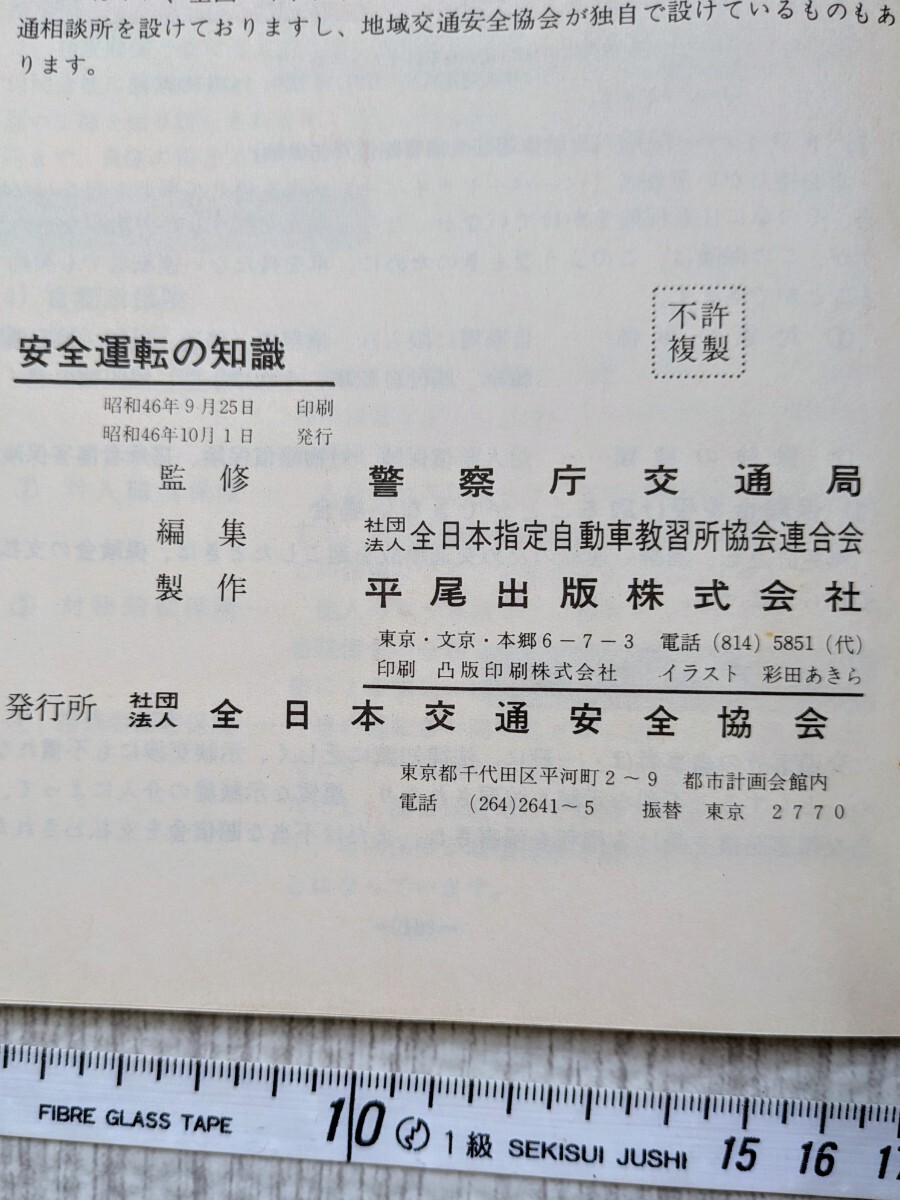 通相談所を設けておりますし、地域交通安全協会が独自で設けているものもあ
ります。
不許
複製
安全運転の知識
昭和46年9月25日 印刷
昭和46年10月1日 発行
監修 警察庁交通局
編集 社団法人 全日本指定自動車教習所協会連合会
製作 平尾出版株式会社
東京・文京・本郷6－7－3 電話 (814) 5851 (代)
印刷 凸版印刷株式会社 イラスト 彩田あきら
発行所 社団法人 全日本交通安全協会
東京都千代田区平河町2～9 都市計画会館内
電話 (264)2641～5 振替 東京 2770
FIBRE GLASS TAPE 10 1級 SEKISUI JUSHI 15 16 17